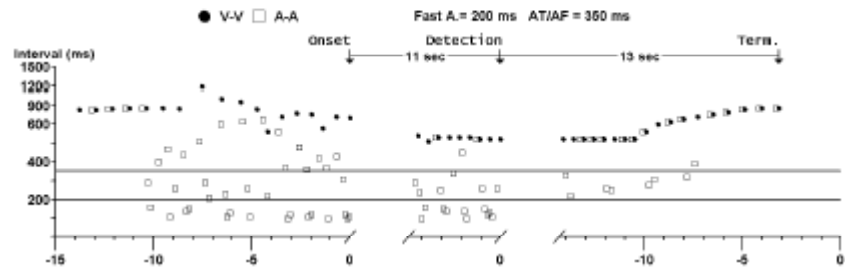 ● V-V □ A-A Fast A.= 200 ms AT/AF = 350 ms
Onset Detection Term.
11 sec 13 sec
Interval (ms)
1500
1200
900
600
400
200
-15 -10 -5 0 0 -10 -5 0